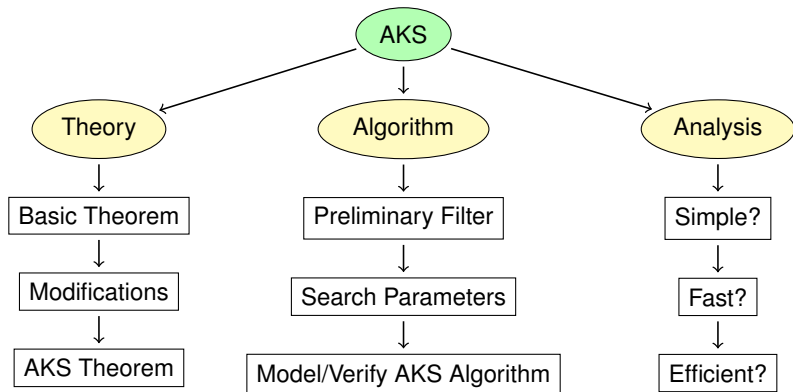 AKS
Theory
Algorithm
Analysis
Basic Theorem
Preliminary Filter
Simple?
Modifications
Search Parameters
Fast?
AKS Theorem
Model/Verify AKS Algorithm
Efficient?